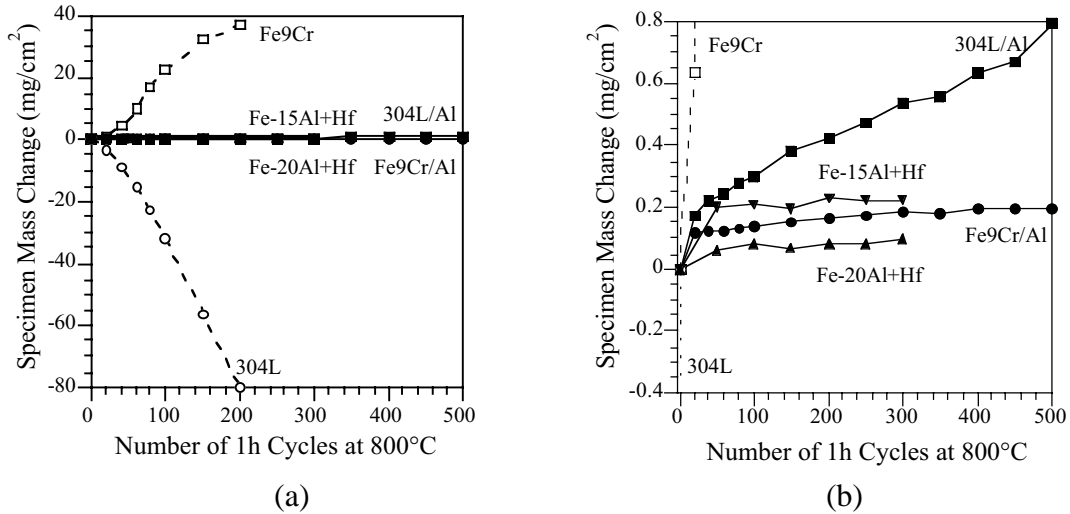 Specimen Mass Change (mg/cm²)
40
20
0
-20
-40
-60
-80
Fe9Cr
Fe-15Al+Hf
304L/Al
Fe-20Al+Hf
Fe9Cr/Al
304L
0 100 200 300 400 500
Number of 1h Cycles at 800°C
(a)
Specimen Mass Change (mg/cm²)
0.8
0.6
0.4
0.2
0
-0.2
-0.4
Fe9Cr
304L/Al
Fe-15Al+Hf
Fe9Cr/Al
Fe-20Al+Hf
304L
0 100 200 300 400 500
Number of 1h Cycles at 800°C
(b)